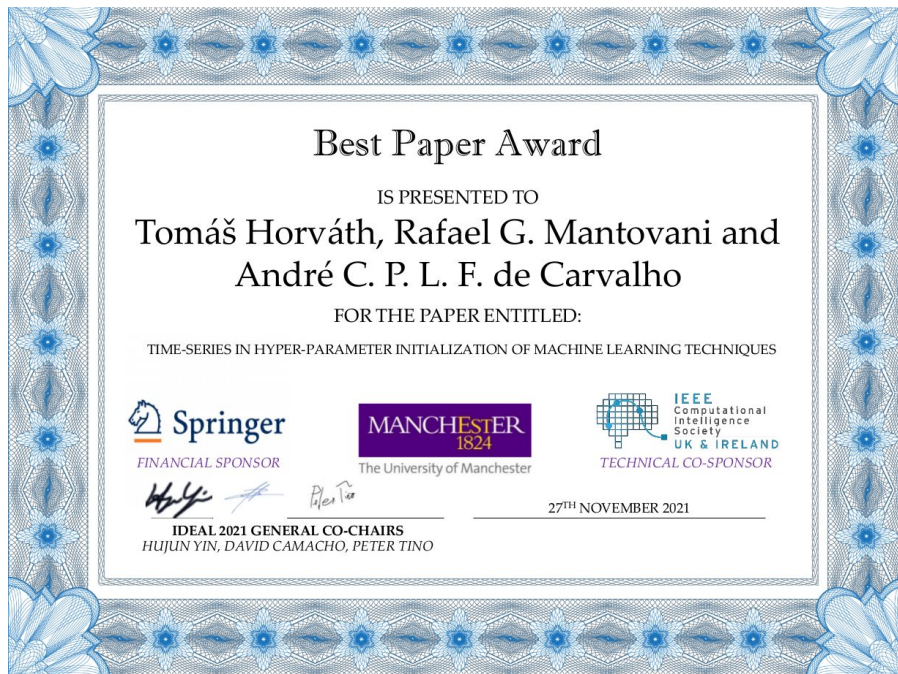 Best Paper Award
IS PRESENTED TO
Tomáš Horváth, Rafael G. Mantovani and
André C. P. L. F. de Carvalho
FOR THE PAPER ENTITLED:
TIME-SERIES IN HYPER-PARAMETER INITIALIZATION OF MACHINE LEARNING TECHNIQUES
Springer
FINANCIAL SPONSOR
MANCHEsTER
1824
The University of Manchester
IEEE
Computational
Intelligence
Society
UK & IRELAND
TECHNICAL CO-SPONSOR
27TH NOVEMBER 2021
IDEAL 2021 GENERAL CO-CHAIRS
HUJUN YIN, DAVID CAMACHO, PETER TINO